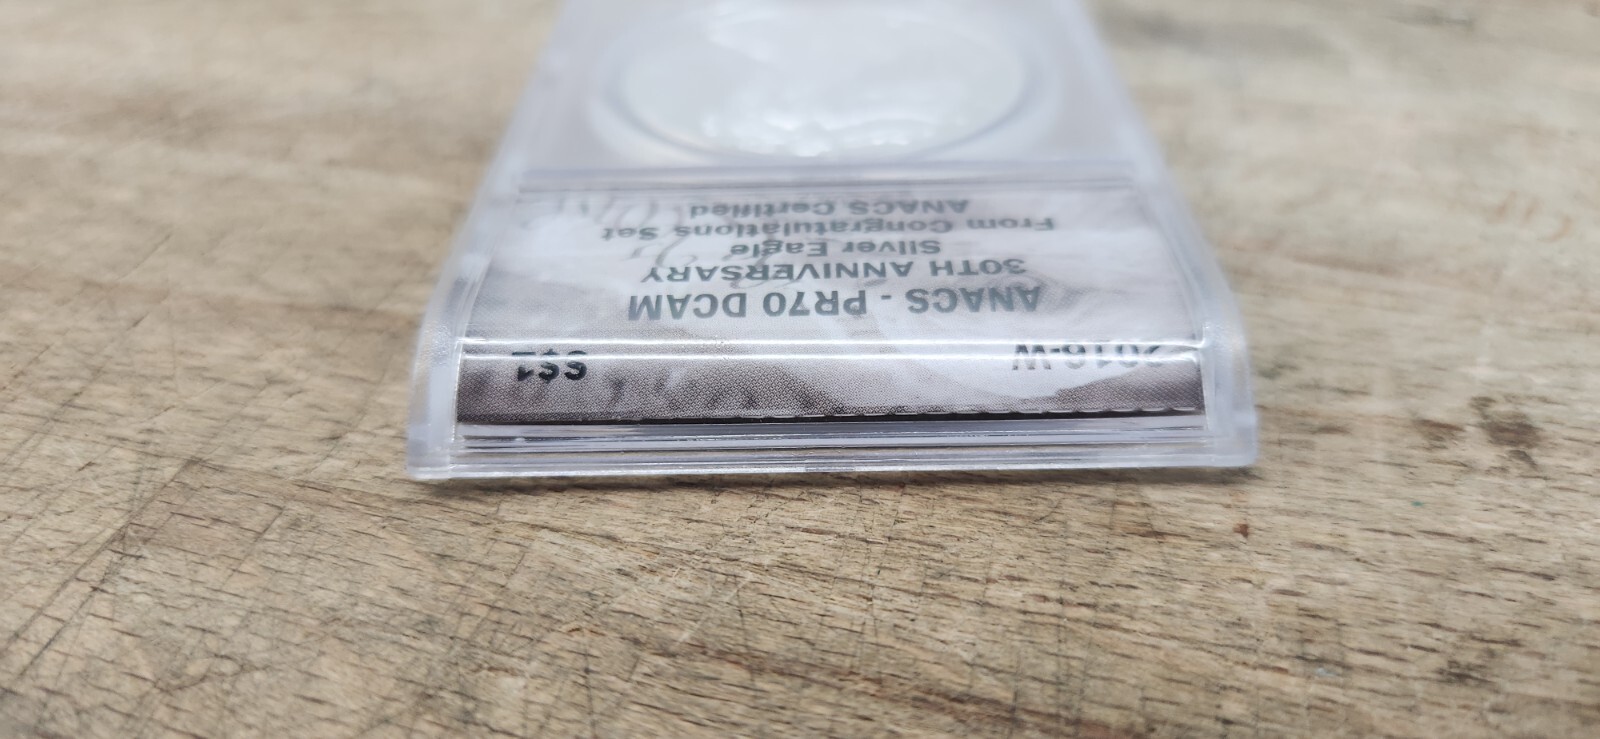 2016-W S$1
ANACS - PR70 DCAM
30TH ANNIVERSARY
Silver Eagle
From Congratulations Set
ANACS Certified